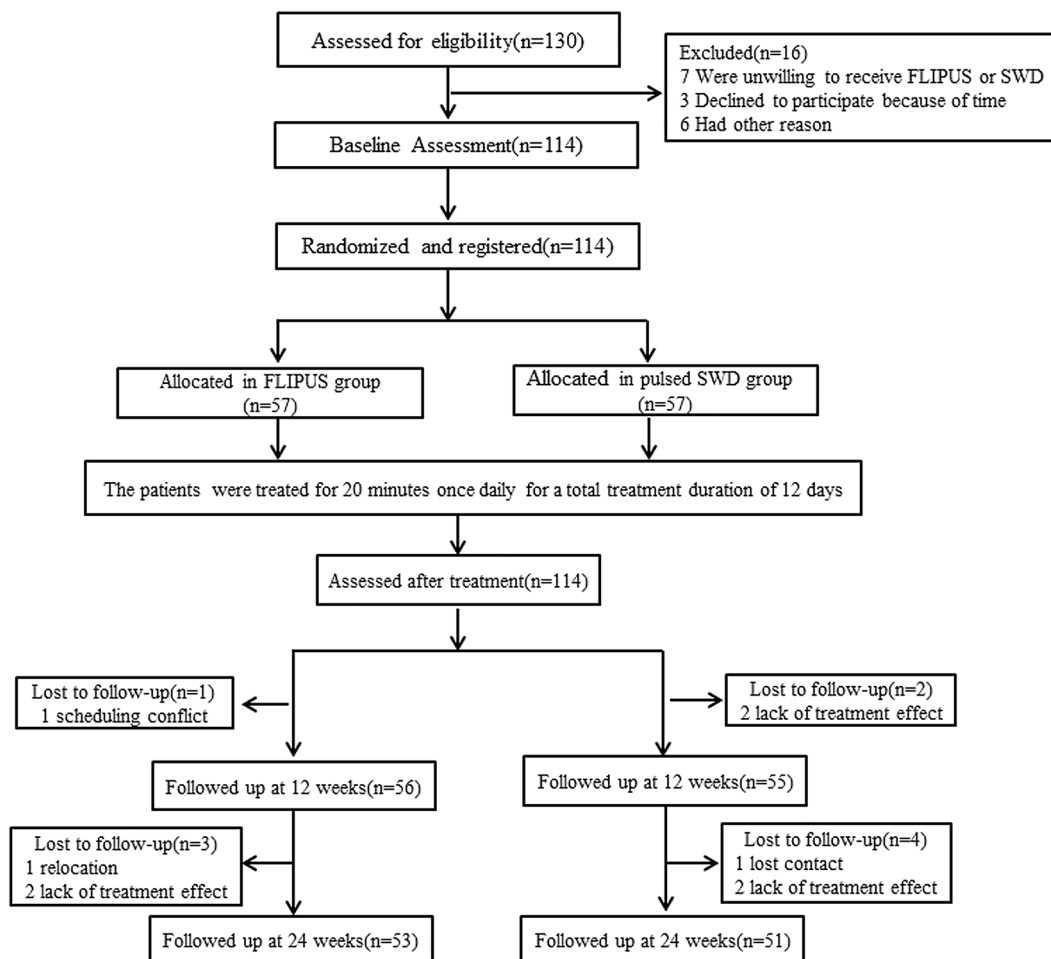 Assessed for eligibility(n=130)
Excluded(n=16)
7 Were unwilling to receive FLIPUS or SWD
3 Declined to participate because of time
6 Had other reason
Baseline Assessment(n=114)
Randomized and registered(n=114)
Allocated in FLIPUS group
(n=57)
Allocated in pulsed SWD group
(n=57)
The patients were treated for 20 minutes once daily for a total treatment duration of 12 days
Assessed after treatment(n=114)
Lost to follow-up(n=1)
1 scheduling conflict
Lost to follow-up(n=2)
2 lack of treatment effect
Followed up at 12 weeks(n=56)
Followed up at 12 weeks(n=55)
Lost to follow-up(n=3)
1 relocation
2 lack of treatment effect
Lost to follow-up(n=4)
1 lost contact
2 lack of treatment effect
Followed up at 24 weeks(n=53)
Followed up at 24 weeks(n=51)